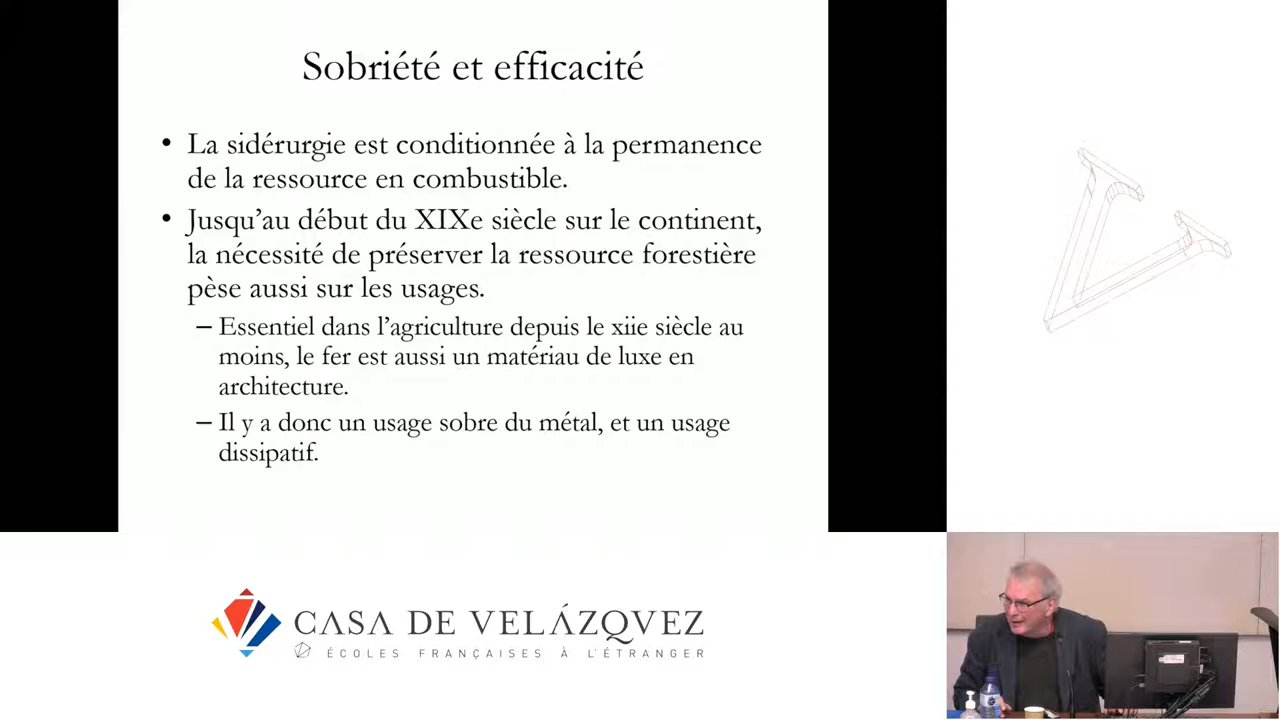 Sobriété et efficacité
• La sidérurgie est conditionnée à la permanence
de la ressource en combustible.
• Jusqu'au début du XIXe siècle sur le continent,
la nécessité de préserver la ressource forestière
pèse aussi sur les usages.
– Essentiel dans l'agriculture depuis le xiie siècle au
moins, le fer est aussi un matériau de luxe en
architecture.
– Il y a donc un usage sobre du métal, et un usage
dissipatif.
CASA DE VELÁZQVEZ
ÉCOLES FRANÇAISES À L'ÉTRANGER